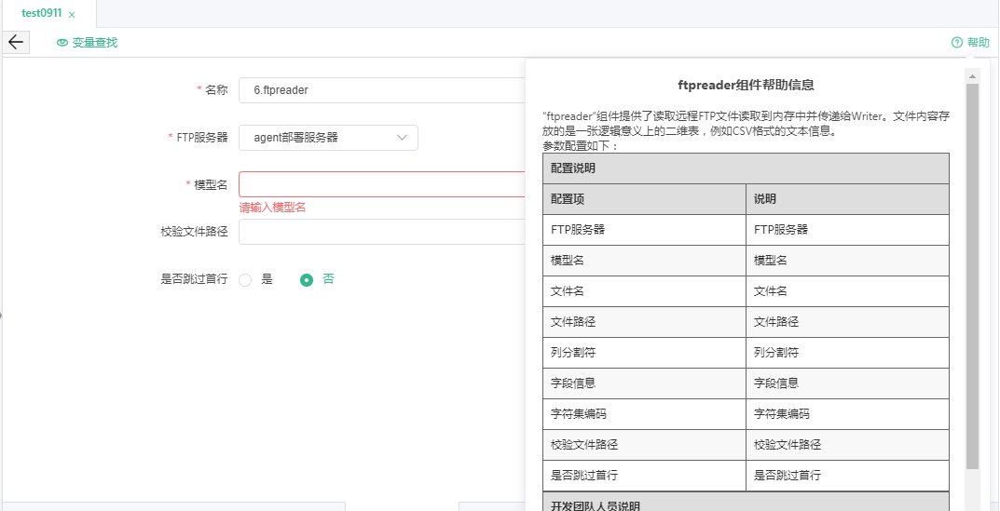 test0911
变量查找
帮助
* 名称
6.ftpreader
* FTP服务器
agent部署服务器
* 模型名
请输入模型名
校验文件路径
是否跳过首行
是
否
ftpreader组件帮助信息
“ftpreader”组件提供了读取远程FTP文件读取到内存中并传递给Writer。文件内容存
放的是一张逻辑意义上的二维表，例如CSV格式的文本信息。
参数配置如下：
配置说明
配置项 说明
FTP服务器 FTP服务器
模型名 模型名
文件名 文件名
文件路径 文件路径
列分割符 列分割符
字段信息 字段信息
字符集编码 字符集编码
校验文件路径 校验文件路径
是否跳过首行 是否跳过首行
开发团队人员说明